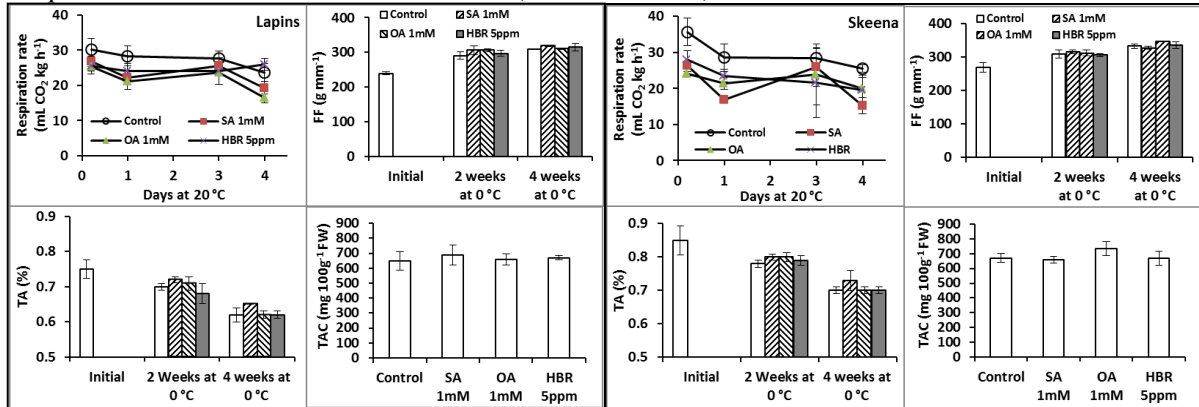 Lapins
Respiration rate
(mL CO₂ kg h⁻¹)
40
30
20
10
0
Control
SA 1mM
OA 1mM
HBR 5ppm
0 1 2 3 4
Days at 20 °C
Control
SA 1mM
OA 1mM
HBR 5ppm
FF (g mm⁻¹)
400
300
200
100
0
Initial
2 weeks at 0 °C
4 weeks at 0 °C
Skeena
Respiration rate
(mL CO₂ kg h⁻¹)
40
30
20
10
0
Control
SA
OA
HBR
0 1 2 3 4
Days at 20 °C
Control
SA 1mM
OA 1mM
HBR 5ppm
FF (g mm⁻¹)
400
300
200
100
0
Initial
2 weeks at 0 °C
4 weeks at 0 °C
TA (%)
0.9
0.8
0.7
0.6
0.5
Initial
2 Weeks at 0 °C
4 weeks at 0 °C
TAC (mg 100g⁻¹ FW)
900
800
700
600
500
400
300
200
100
0
Control
SA 1mM
OA 1mM
HBR 5ppm
TA (%)
0.9
0.8
0.7
0.6
0.5
Initial
2 Weeks at 0 °C
4 weeks at 0 °C
TAC (mg 100g⁻¹ FW)
900
800
700
600
500
400
300
200
100
0
Control
SA 1mM
OA 1mM
HBR 5ppm